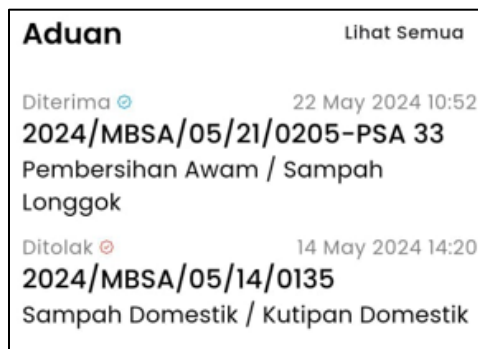 Aduan Lihat Semua
Diterima 22 May 2024 10:52
2024/MBSA/05/21/0205-PSA 33
Pembersihan Awam / Sampah
Longgok
Ditolak 14 May 2024 14:20
2024/MBSA/05/14/0135
Sampah Domestik / Kutipan Domestik